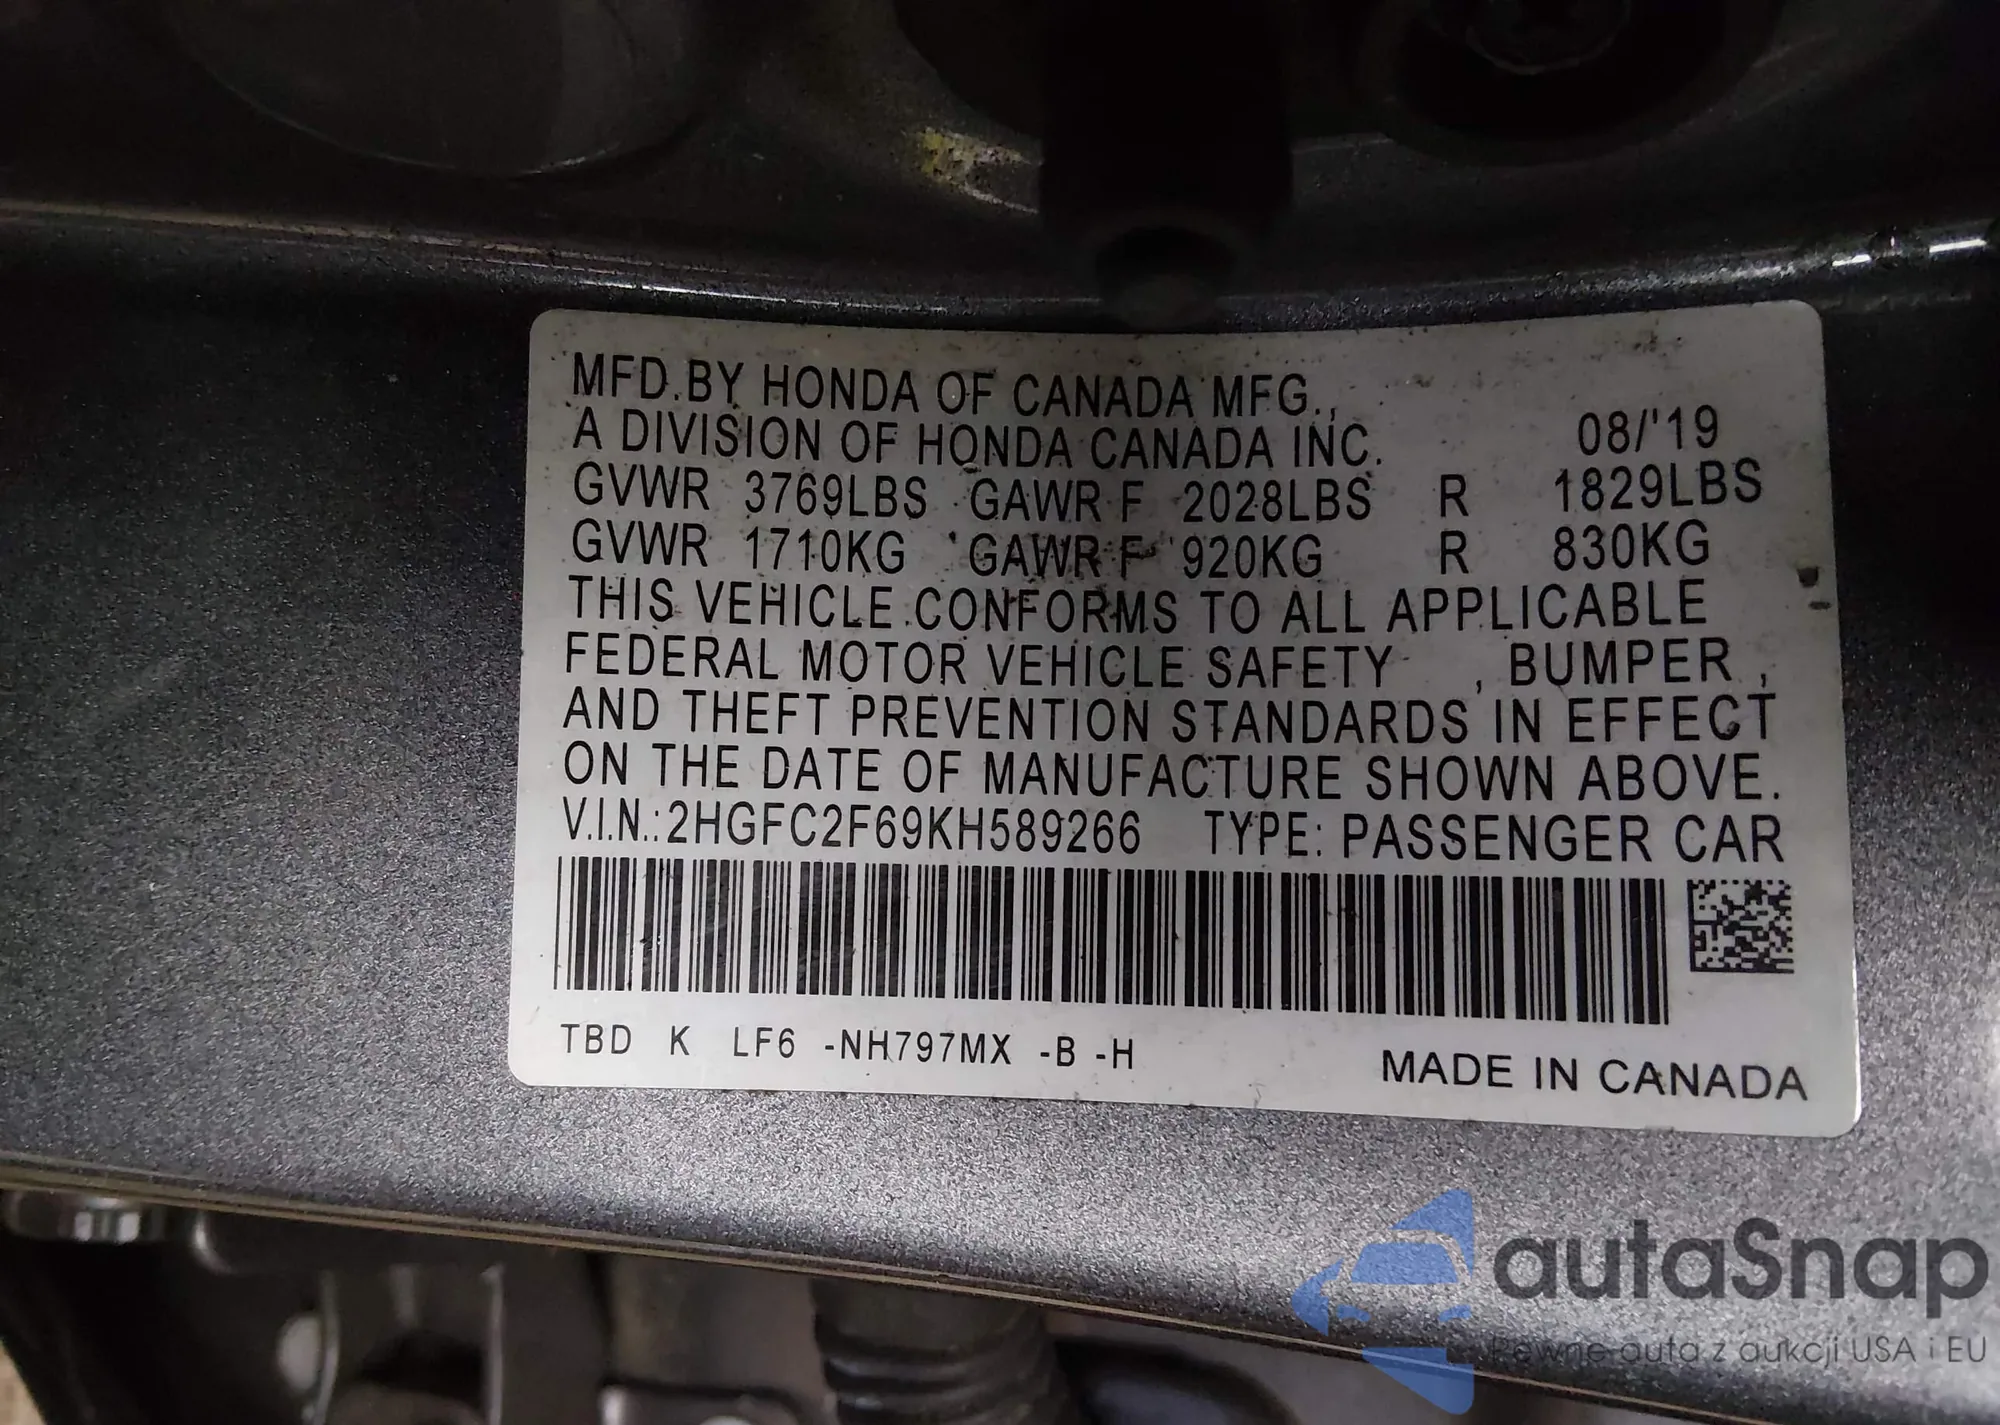 MFD.BY HONDA OF CANADA MFG.,
A DIVISION OF HONDA CANADA INC. 08/'19
GVWR 3769LBS GAWR F 2028LBS R 1829LBS
GVWR 1710KG GAWR F 920KG R 830KG
THIS VEHICLE CONFORMS TO ALL APPLICABLE
FEDERAL MOTOR VEHICLE SAFETY , BUMPER ,
AND THEFT PREVENTION STANDARDS IN EFFECT
ON THE DATE OF MANUFACTURE SHOWN ABOVE.
V.I.N.:2HGFC2F69KH589266 TYPE: PASSENGER CAR
TBD K LF6 -NH797MX -B -H MADE IN CANADA
autaSnap
Pewne auta z aukcji USA i EU